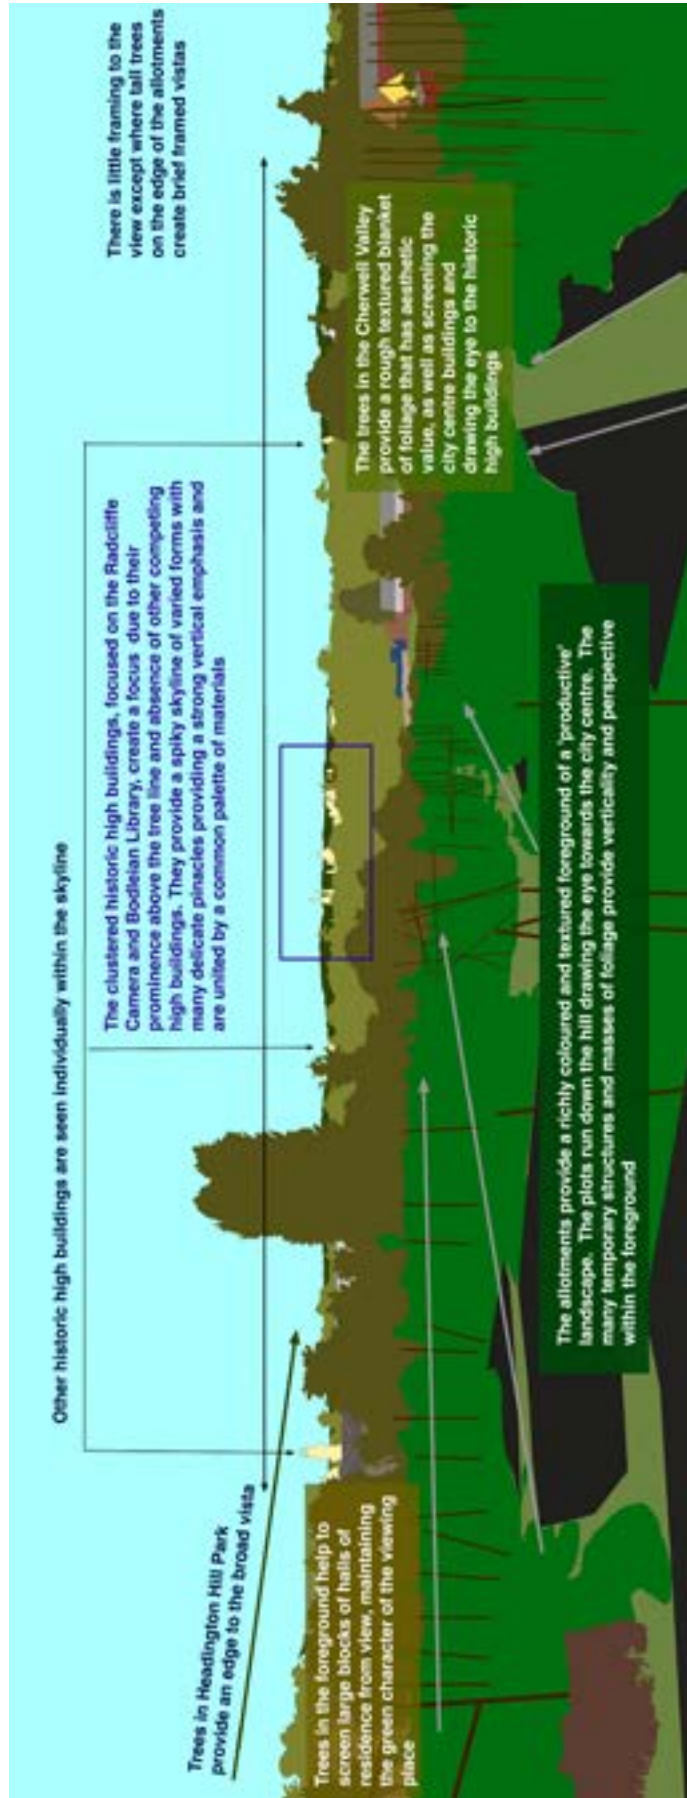 Other historic high buildings are seen individually within the skyline
Trees in Headington Hill Park
provide an edge to the broad vista
The clustered historic high buildings, focused on the Radcliffe
Camera and Bodleian Library, create a focus due to their
prominence above the tree line and absence of other competing
high buildings. They provide a spiky skyline of varied forms with
many delicate pinacles providing a strong vertical emphasis and
are united by a common palette of materials
There is little framing to the
view except where tall trees
on the edge of the allotments
create brief framed vistas
Trees in the foreground help to
screen large blocks of halls of
residence from view, maintaining
the green character of the viewing
place
The trees in the Cherwell Valley
provide a rough textured blanket
of foliage that has aesthetic
value, as well as screening the
city centre buildings and
drawing the eye to the historic
high buildings
The allotments provide a richly coloured and textured foreground of a 'productive'
landscape. The plots run down the hill drawing the eye towards the city centre. The
many temporary structures and masses of foliage provide verticality and perspective
within the foreground